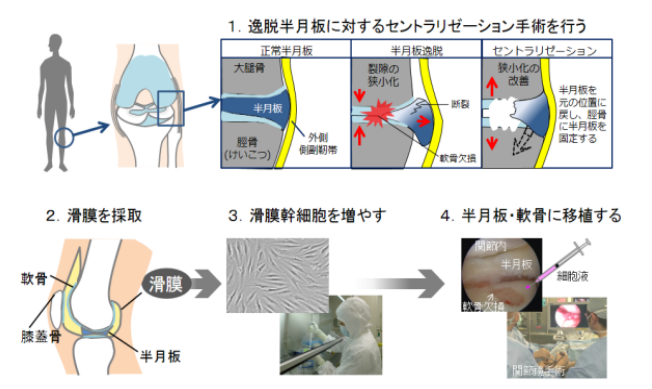 1. 逸脱半月板に対するセントラリゼーション手術を行う
正常半月板
半月板逸脱
セントラリゼーション
大腿骨
半月板
脛骨
(けいこつ)
外側
側副靭帯
裂隙の
狭小化
断裂
軟骨欠損
狭小化の
改善
半月板を
元の位置に
戻し、脛骨
に半月板を
固定する
2. 滑膜を採取
3. 滑膜幹細胞を増やす
4. 半月板・軟骨に移植する
軟骨
滑膜
膝蓋骨
半月板
関節内
半月板
細胞液
軟骨欠損
関節鏡手術